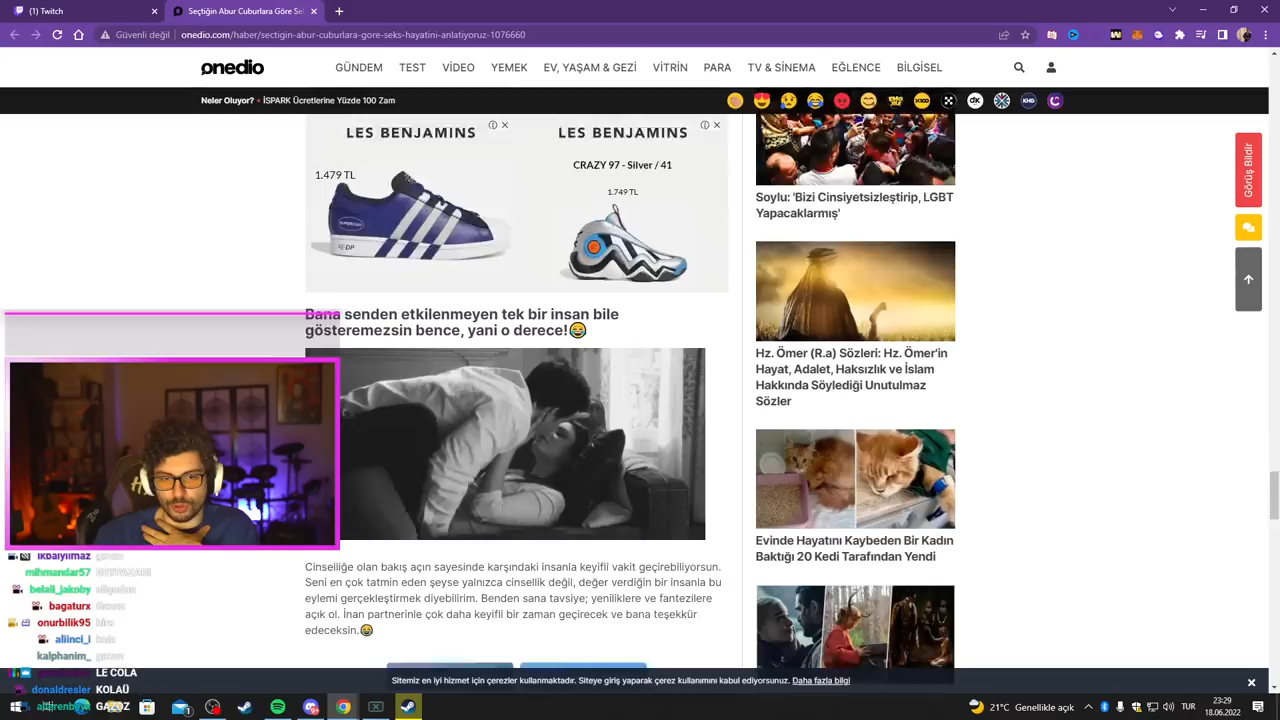 (1) Twitch
Seçtiğin Abur Cuburlara Göre Se
Güvenli değil
onedio.com/haber/sectigin-abur-cuburlara-gore-seks-hayatini-anlatiyoruz-1076660
onedio
GÜNDEM TEST VİDEO YEMEK EV, YAŞAM & GEZİ VİTRİN PARA TV & SİNEMA EĞLENCE BİLGİSEL
Neler Oluyor? • İSPARK Ücretlerine Yüzde 100 Zam
LES BENJAMINS
1.479 TL
LES BENJAMINS
CRAZY 97 - Silver / 41
1.749 TL
Bana senden etkilenmeyen tek bir insan bile
gösteremezsin bence, yani o derece!😂
Cinselliğe olan bakış açın sayesinde karşındaki insanla keyifli vakit geçirebiliyorsun.
Seni en çok tatmin eden şeyse yalnızca cinsellik değil, değer verdiğin bir insanla bu
eylemi gerçekleştirmek diyebilirim. Benden sana tavsiye; yeniliklere ve fantezilere
açık ol. İnan partnerinle çok daha keyifli bir zaman geçirecek ve bana teşekkür
edeceksin.😄
Soylu: 'Bizi Cinsiyetsizleştirip, LGBT
Yapacaklarmış'
Hz. Ömer (R.a) Sözleri: Hz. Ömer'in
Hayat, Adalet, Haksızlık ve İslam
Hakkında Söylediği Unutulmaz
Sözler
Evinde Hayatını Kaybeden Bir Kadın
Baktığı 20 Kedi Tarafından Yendi
Görüş Bildir
ikbalyilmaz
mihmandar57
belali_jakoby
bagaturx
onurbilik95 bira
aliinci_i kola
kalphanim_ gazoz
LE COLA
donaldresler KOLAÜ
GAZOZ
Sitemiz en iyi hizmet için çerezler kullanmaktadır. Siteye giriş yaparak çerez kullanımını kabul ediyorsunuz. Daha fazla bilgi
21°C Genellikle açık
TUR
23:29
18.06.2022